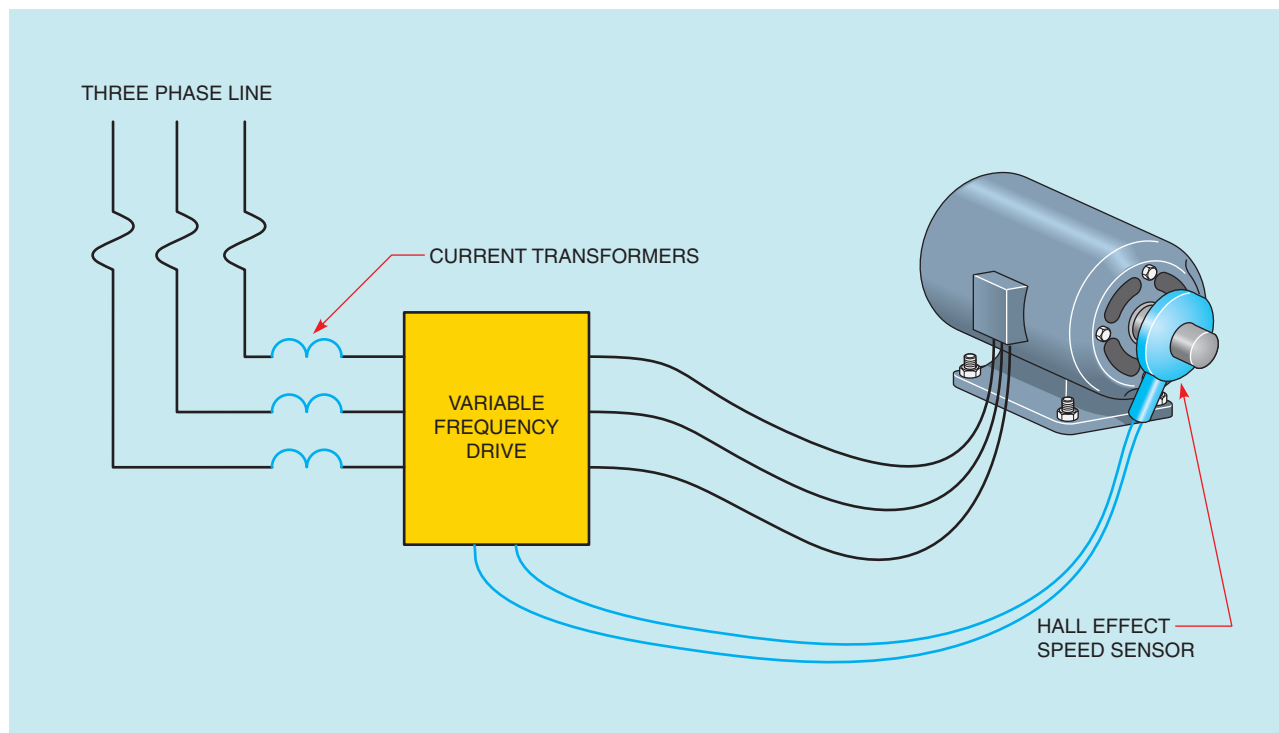 THREE PHASE LINE
CURRENT TRANSFORMERS
VARIABLE
FREQUENCY
DRIVE
HALL EFFECT
SPEED SENSOR